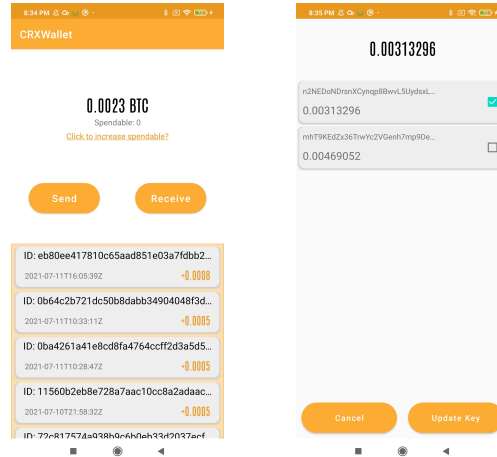 8:34 PM
CRXWallet
0.0023 BTC
Spendable: 0
Click to increase spendable?
Send
Receive
ID: eb80ee417810c65aad851e03a7fdbb2...
2021-07-11T16:05:39Z
+0.0008
ID: 0b64c2b721dc50b8dabb34904048f3d...
2021-07-11T10:33:11Z
+0.0005
ID: 0ba4261a41e8cd8fa4764ccff2d3a5d5...
2021-07-11T10:28:47Z
+0.0005
ID: 11560b2eb8e728a7aac10cc8a2adaac...
2021-07-10T21:58:32Z
+0.0005
ID: 72c817574a938b9c6b0eb33d2037ecf
8:35 PM
0.00313296
n2NEDoNDrsnXCynqp8BwvL5UydsxL...
0.00313296
mhT9KEdZx36TrwYc2VGenh7mp9De...
0.00469052
Cancel
Update Key